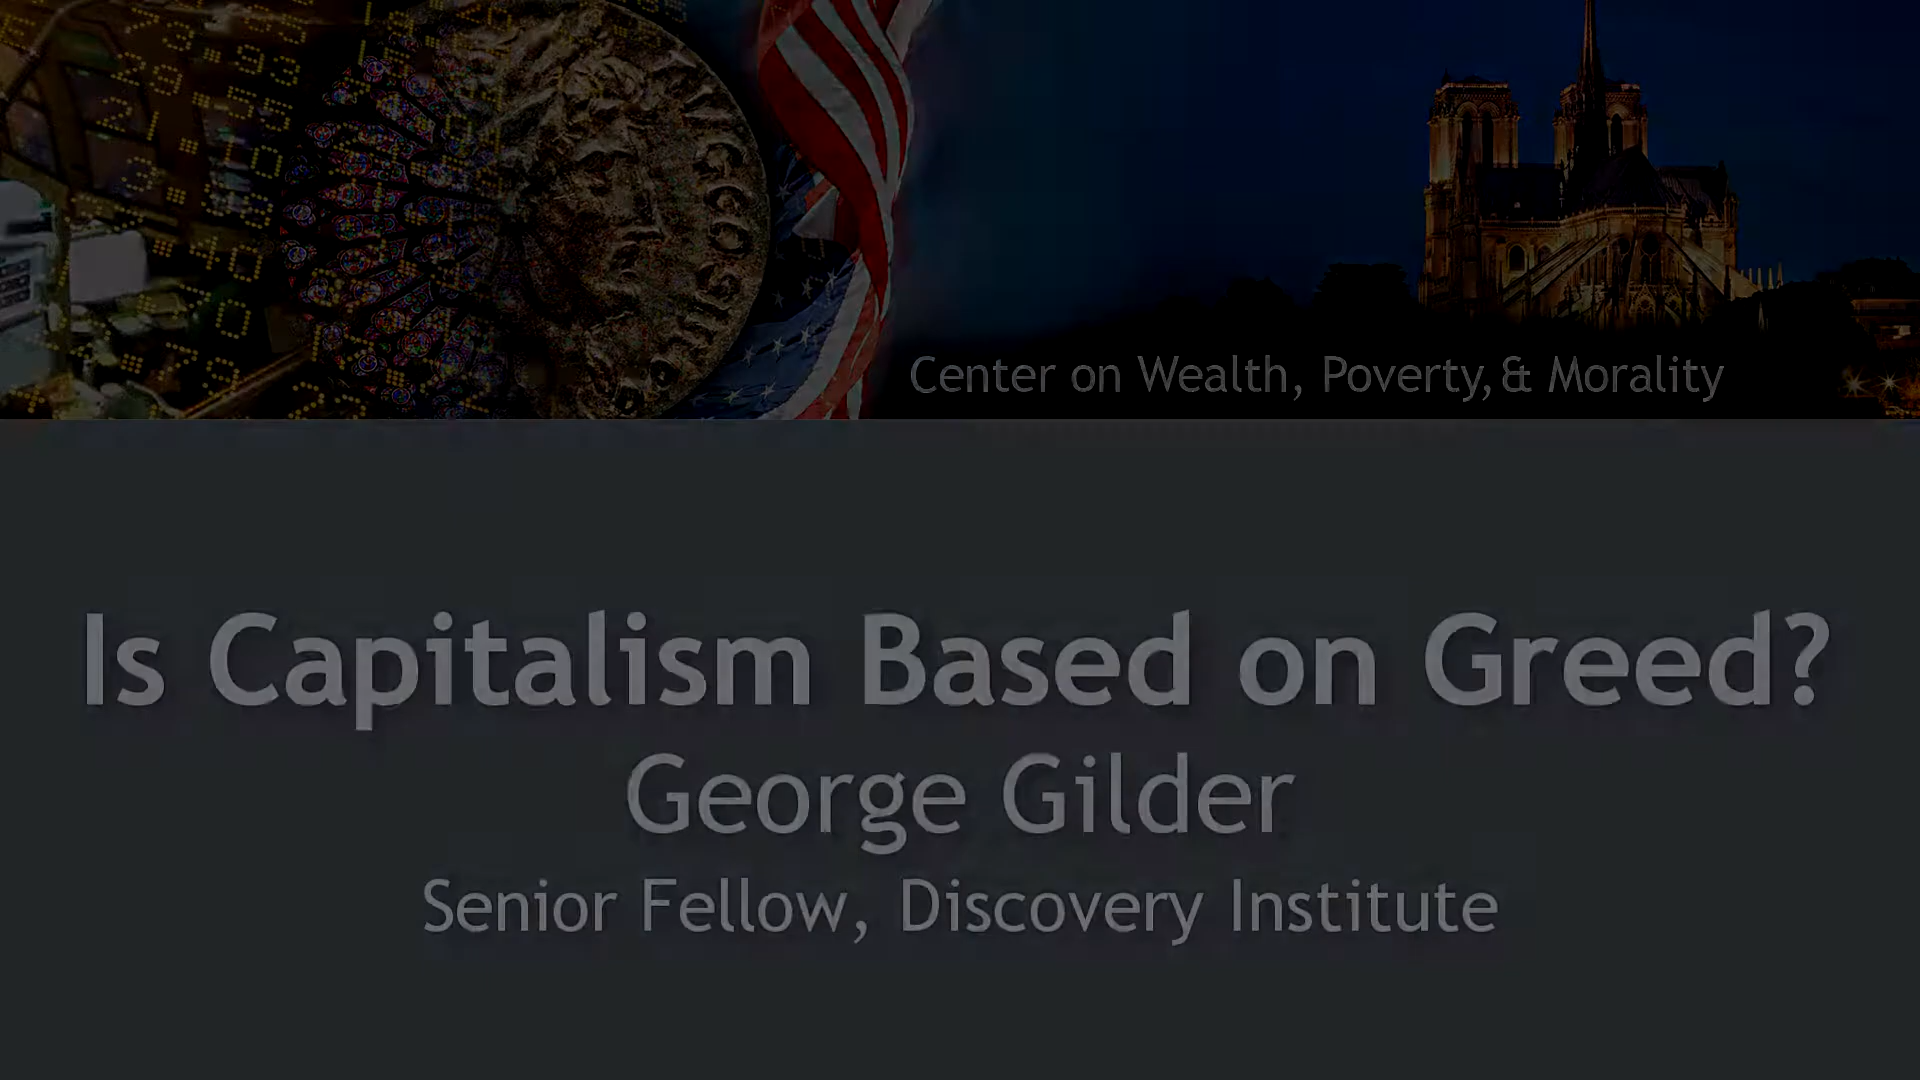 Center on Wealth, Poverty, & Morality
Is Capitalism Based on Greed?
George Gilder
Senior Fellow, Discovery Institute